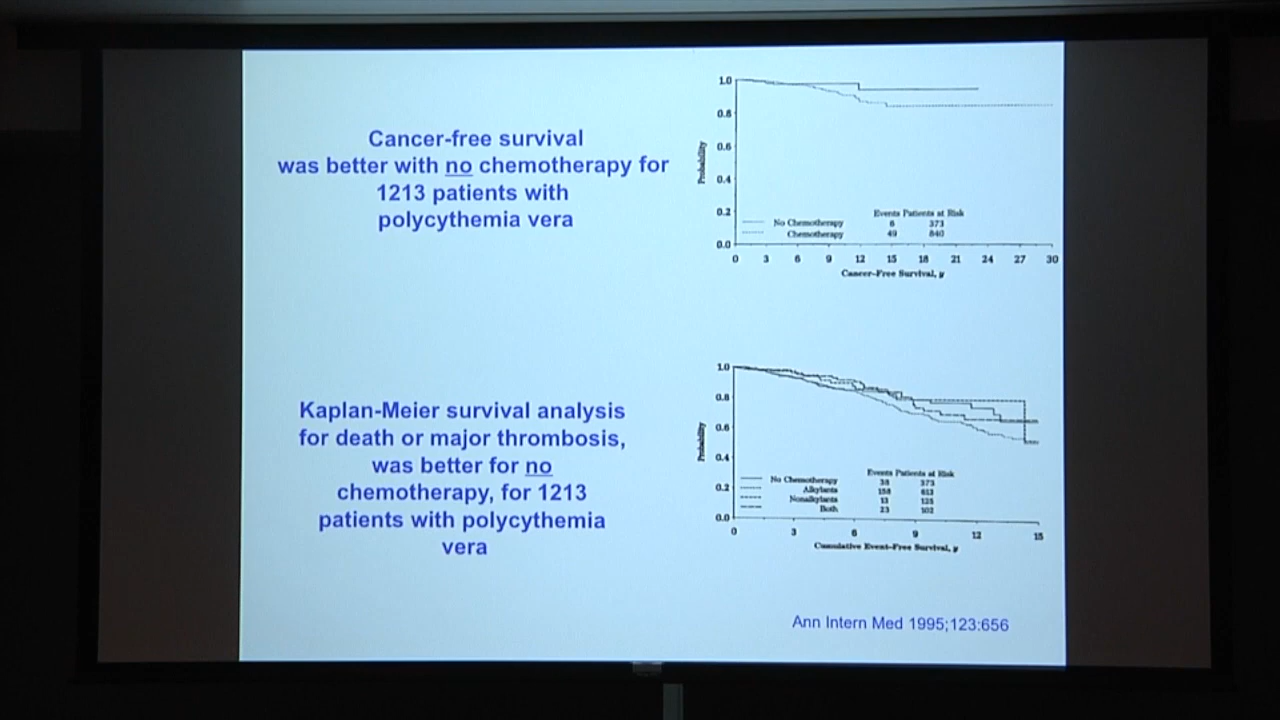 Cancer-free survival
was better with no chemotherapy for
1213 patients with
polycythemia vera
1.0
0.8
0.6
0.4
0.2
0.0
Probability
Events Patients at Risk
No Chemotherapy 6 373
Chemotherapy 49 840
0 3 6 9 12 15 18 21 24 27 30
Cancer-Free Survival, y
Kaplan-Meier survival analysis
for death or major thrombosis,
was better for no
chemotherapy, for 1213
patients with polycythemia
vera
1.0
0.8
0.6
0.4
0.2
0.0
Probability
Events Patients at Risk
No Chemotherapy 38 373
Alkylants 158 613
Nonalkylants 13 125
Both 23 102
0 3 6 9 12 15
Cumulative Event-Free Survival, y
Ann Intern Med 1995;123:656